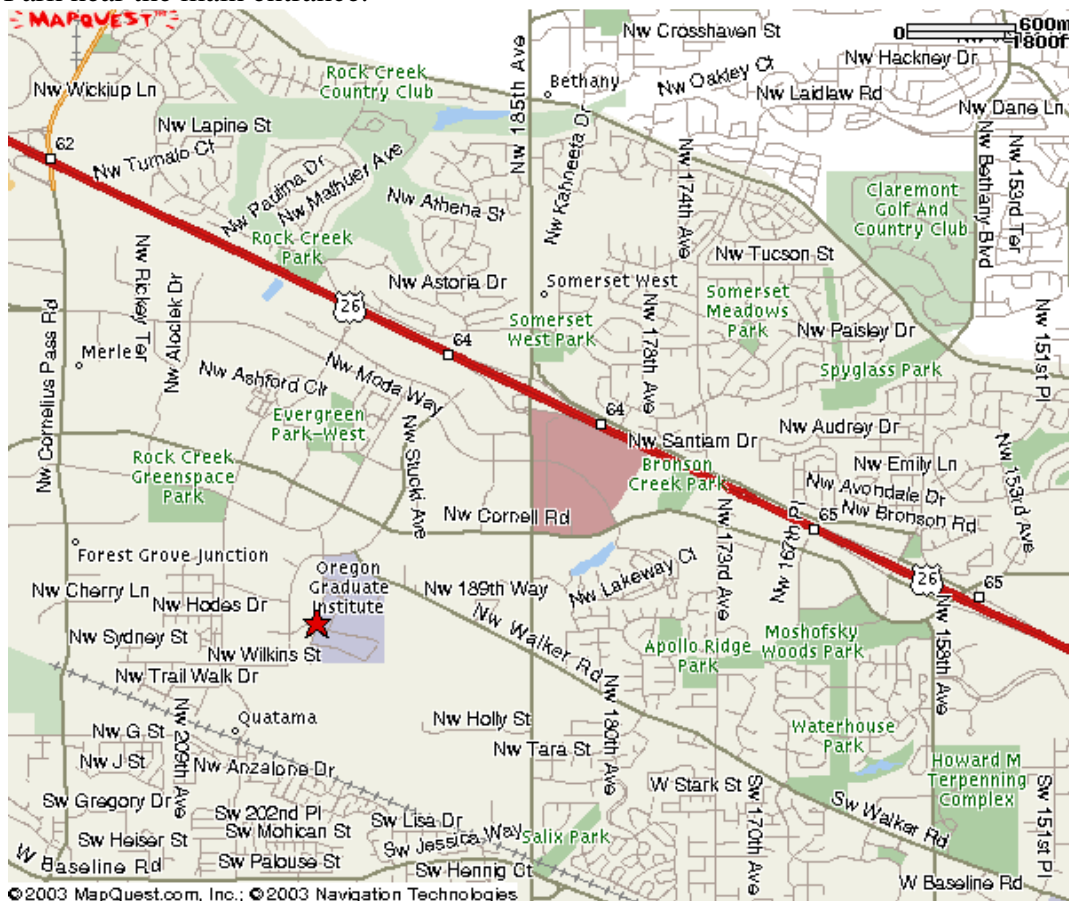 Park near the main entrance.
MAPQUEST
0 600m
1800ft
Nw Crosshaven St
Nw Hackney Dr
Nw Oakley Ct
Nw Laidlaw Rd
Nw Dane Ln
Nw Wickiup Ln
Rock Creek
Country Club
Nw 185th Ave
Bethany
Nw Lapine St
Nw Tumalo Ct
62
Nw Paulina Dr
Nw Malhuer Ave
Nw Athena St
Nw Kahneeta Dr
Nw 174th Ave
Nw Bethany Blvd
Nw 153rd Ter
Claremont
Golf And
Country Club
Rock Creek
Park
Nw Tucson St
Nw Rickey Ter
Nw Aloclek Dr
Nw Astoria Dr
Somerset West
26
Somerset
Meadows
Park
Somerset
West Park
Nw 178th Ave
Nw Paisley Dr
Nw 151st Pl
Nw Cornelius Pass Rd
Merle
64
Spyglass Park
Nw Ashford Clr
Nw Moda Way
Evergreen
Park-West
Nw Stucki Ave
64
Nw Santiam Dr
Nw Audrey Dr
Rock Creek
Greenspace
Park
Bronson
Creek Park
Nw Emily Ln
Nw Avondale Dr
Nw Bronson Rd
Nw 153rd Ave
Nw Cornell Rd
Nw 173rd Ave
Nw 167th Pl
65
Forest Grove Junction
Oregon
Graduate
Institute
Nw Cherry Ln
Nw Hodes Dr
Nw 189th Way
Nw Lakeway Ct
26
65
Nw Sydney St
Nw Wilkins St
Nw Walker Rd
Apollo Ridge
Park
Moshofsky
Woods Park
Nw 158th Ave
Nw Trail Walk Dr
Quatama
Nw Holly St
Nw 180th Ave
Waterhouse
Park
Nw G St
Nw 209th Ave
Nw Tara St
Nw J St
Nw Anzalone Dr
W Stark St
Howard M
Terpenning
Complex
Sw Gregory Dr
Sw 202nd Pl
Sw Lisa Dr
Sw 170th Ave
Sw Walker Rd
Sw 151st Pl
Sw Heiser St
Sw Mohican St
Sw Jessica Way
Salix Park
W Baseline Rd
Sw Palouse St
Sw Hennig Ct
W Baseline Rd
©2003 MapQuest.com, Inc.; ©2003 Navigation Technologies